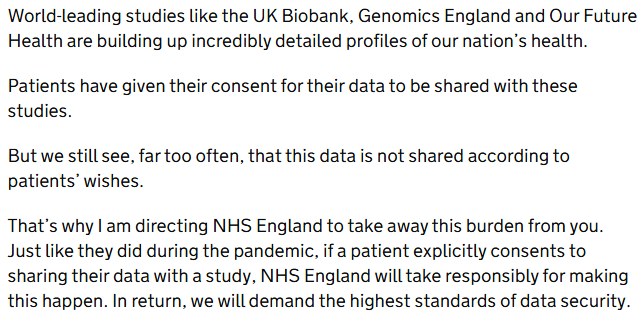 World-leading studies like the UK Biobank, Genomics England and Our Future
Health are building up incredibly detailed profiles of our nation’s health.
Patients have given their consent for their data to be shared with these
studies.
But we still see, far too often, that this data is not shared according to
patients’ wishes.
That’s why I am directing NHS England to take away this burden from you.
Just like they did during the pandemic, if a patient explicitly consents to
sharing their data with a study, NHS England will take responsibly for making
this happen. In return, we will demand the highest standards of data security.